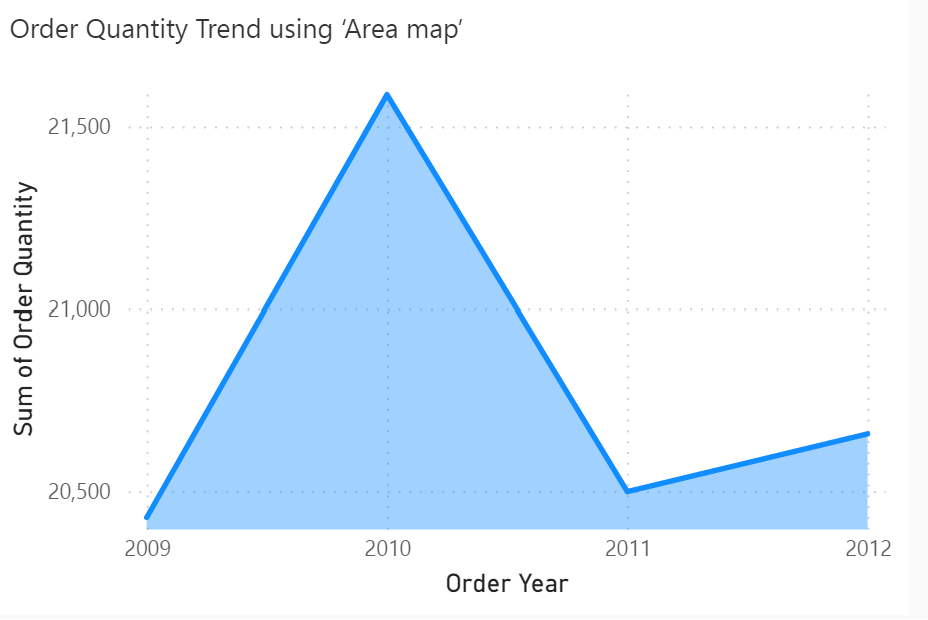 Order Quantity Trend using ‘Area map’
Sum of Order Quantity
21,500
21,000
20,500
2009 2010 2011 2012
Order Year